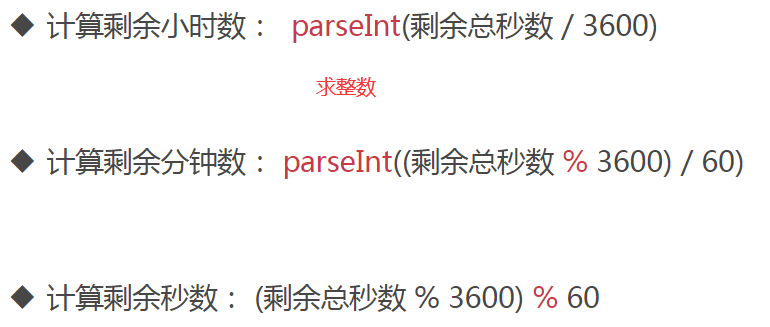 ◆ 计算剩余小时数： parseInt(剩余总秒数 / 3600)
求整数
◆ 计算剩余分钟数： parseInt((剩余总秒数 % 3600) / 60)
◆ 计算剩余秒数： (剩余总秒数 % 3600) % 60